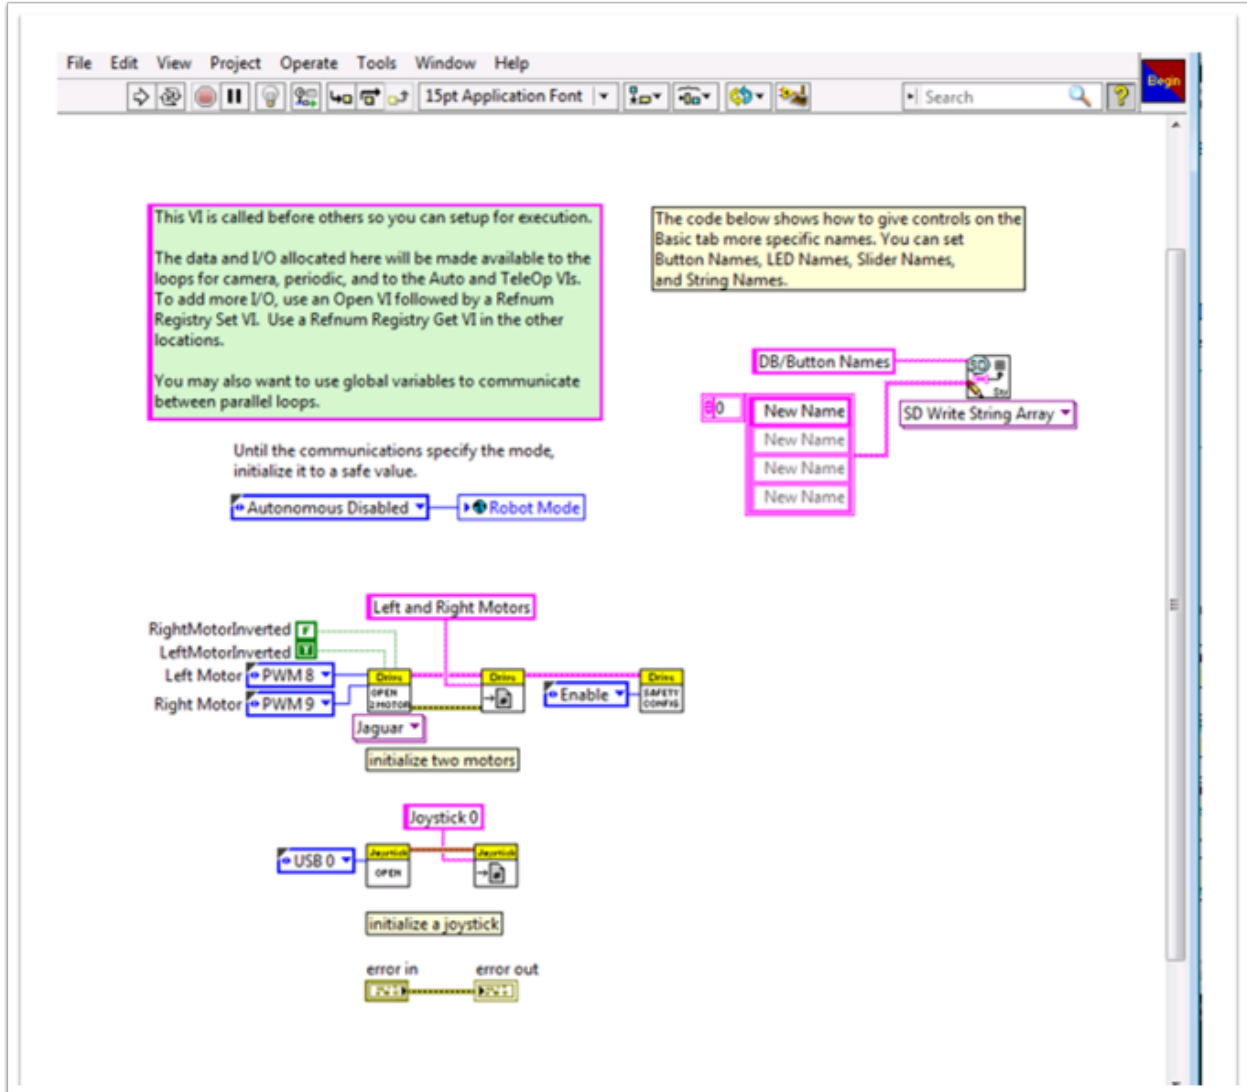 File Edit View Project Operate Tools Window Help
15pt Application Font
Search
Begin
This VI is called before others so you can setup for execution.
The data and I/O allocated here will be made available to the
loops for camera, periodic, and to the Auto and TeleOp VIs.
To add more I/O, use an Open VI followed by a Refnum
Registry Set VI. Use a Refnum Registry Get VI in the other
locations.
You may also want to use global variables to communicate
between parallel loops.
The code below shows how to give controls on the
Basic tab more specific names. You can set
Button Names, LED Names, Slider Names,
and String Names.
DB/Button Names
SD
Str
0
New Name
New Name
New Name
New Name
SD Write String Array
Until the communications specify the mode,
initialize it to a safe value.
Autonomous Disabled
Robot Mode
Left and Right Motors
RightMotorInverted F
LeftMotorInverted T
Left Motor PWM 8
Right Motor PWM 9
Drive
OPEN
2 MOTOR
Drive
Enable
Drive
SAFETY
CONFIG
Jaguar
initialize two motors
Joystick 0
USB 0
Joystick
OPEN
Joystick
initialize a joystick
error in
error out